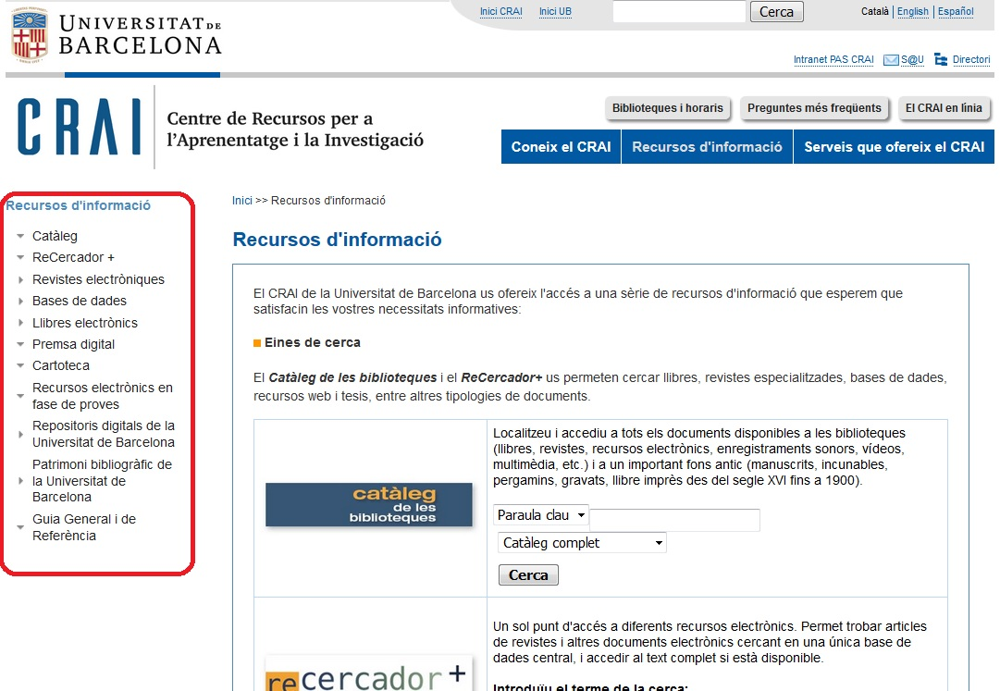 UNIVERSITAT DE
BARCELONA
Inici CRAI
Inici UB
Cerca
Català | English | Español
Intranet PAS CRAI
S@U
Directori
CRAI
Centre de Recursos per a
l'Aprenentatge i la Investigació
Biblioteques i horaris
Preguntes més freqüents
El CRAI en línia
Coneix el CRAI
Recursos d'informació
Serveis que ofereix el CRAI
Recursos d'informació
Catàleg
ReCercador +
Revistes electròniques
Bases de dades
Llibres electrònics
Premsa digital
Cartoteca
Recursos electrònics en
fase de proves
Repositoris digitals de la
Universitat de Barcelona
Patrimoni bibliogràfic de
la Universitat de
Barcelona
Guia General i de
Referència
Inici >> Recursos d'informació
Recursos d'informació
El CRAI de la Universitat de Barcelona us ofereix l'accés a una sèrie de recursos d'informació que esperem que
satisfacin les vostres necessitats informatives:
Eines de cerca
El Catàleg de les biblioteques i el ReCercador+ us permeten cercar llibres, revistes especialitzades, bases de dades,
recursos web i tesis, entre altres tipologies de documents.
catàleg
de les
biblioteques
Localitzeu i accediu a tots els documents disponibles a les biblioteques
(llibres, revistes, recursos electrònics, enregistraments sonors, vídeos,
multimèdia, etc.) i a un important fons antic (manuscrits, incunables,
pergamins, gravats, llibre imprès des del segle XVI fins a 1900).
Paraula clau
Catàleg complet
Cerca
recercador+
Un sol punt d'accés a diferents recursos electrònics. Permet trobar articles
de revistes i altres documents electrònics cercant en una única base de
dades central, i accedir al text complet si està disponible.
Introduïu el terme de la cerca: